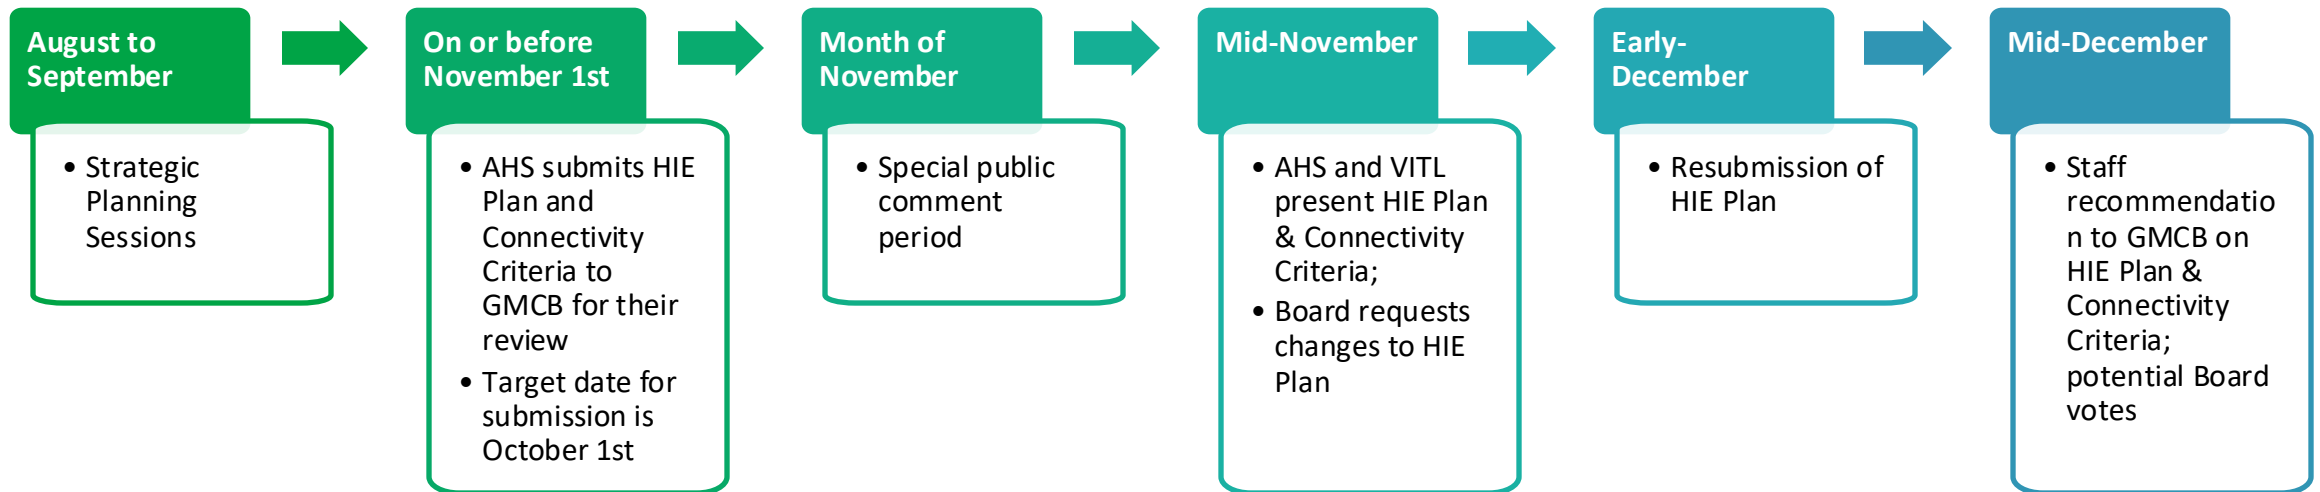 August to
September
• Strategic
Planning
Sessions
On or before
November 1st
• AHS submits HIE
Plan and
Connectivity
Criteria to
GMCB for their
review
• Target date for
submission is
October 1st
Month of
November
• Special public
comment
period
Mid-November
• AHS and VITL
present HIE Plan
& Connectivity
Criteria;
• Board requests
changes to HIE
Plan
Early-
December
• Resubmission of
HIE Plan
Mid-December
• Staff
recommendatio
n to GMCB on
HIE Plan &
Connectivity
Criteria;
potential Board
votes